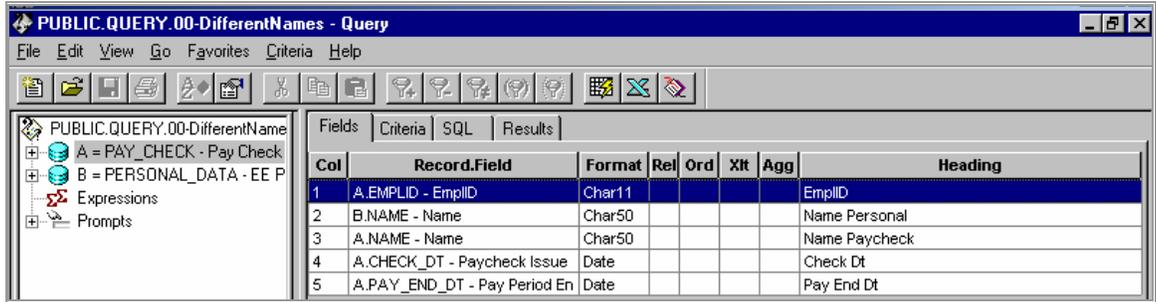 PUBLIC.QUERY.00-DifferentNames - Query
File Edit View Go Favorites Criteria Help
PUBLIC.QUERY.00-DifferentName
A = PAY_CHECK - Pay Check
B = PERSONAL_DATA - EE P
Expressions
Prompts
Fields Criteria SQL Results
Col Record.Field Format Rel Ord Xlt Agg Heading
1 A.EMPLID - EmplID Char11 EmplID
2 B.NAME - Name Char50 Name Personal
3 A.NAME - Name Char50 Name Paycheck
4 A.CHECK_DT - Paycheck Issue Date Check Dt
5 A.PAY_END_DT - Pay Period En Date Pay End Dt